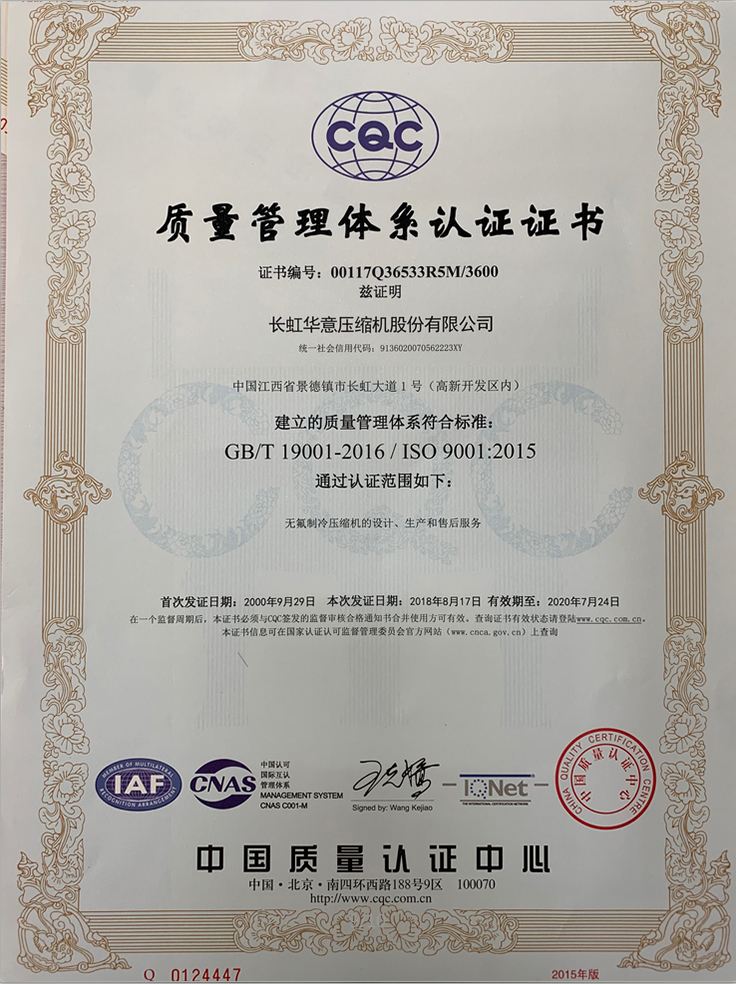 CQC
质量管理体系认证证书
证书编号：00117Q36533R5M/3600
兹证明
长虹华意压缩机股份有限公司
统一社会信用代码：9136020070562223XY
中国江西省景德镇市长虹大道1号（高新开发区内）
建立的质量管理体系符合标准：
GB/T 19001-2016 / ISO 9001:2015
通过认证范围如下：
无氟制冷压缩机的设计、生产和售后服务
首次发证日期：2000年9月29日 本次发证日期：2018年8月17日 有效期至：2020年7月24日
在一个监督周期后，本证书必须与CQC签发的监督审核合格通知书合并使用方可有效。查询证书有效状态请登陆www.cqc.com.cn。
本证书信息可在国家认证认可监督管理委员会官方网站（www.cnca.gov.cn）上查询
MEMBER OF MULTILATERAL
IAF
RECOGNITION ARRANGEMENT
CNAS
中国认可
国际互认
管理体系
MANAGEMENT SYSTEM
CNAS C001-M
Signed by: Wang Kejiao
IQNet
THE INTERNATIONAL CERTIFICATION NETWORK
CHINA QUALITY CERTIFICATION CENTRE
中国质量认证中心
中国质量认证中心
中国·北京·南四环西路188号9区 100070
http://www.cqc.com.cn
Q 0124447
2015年版